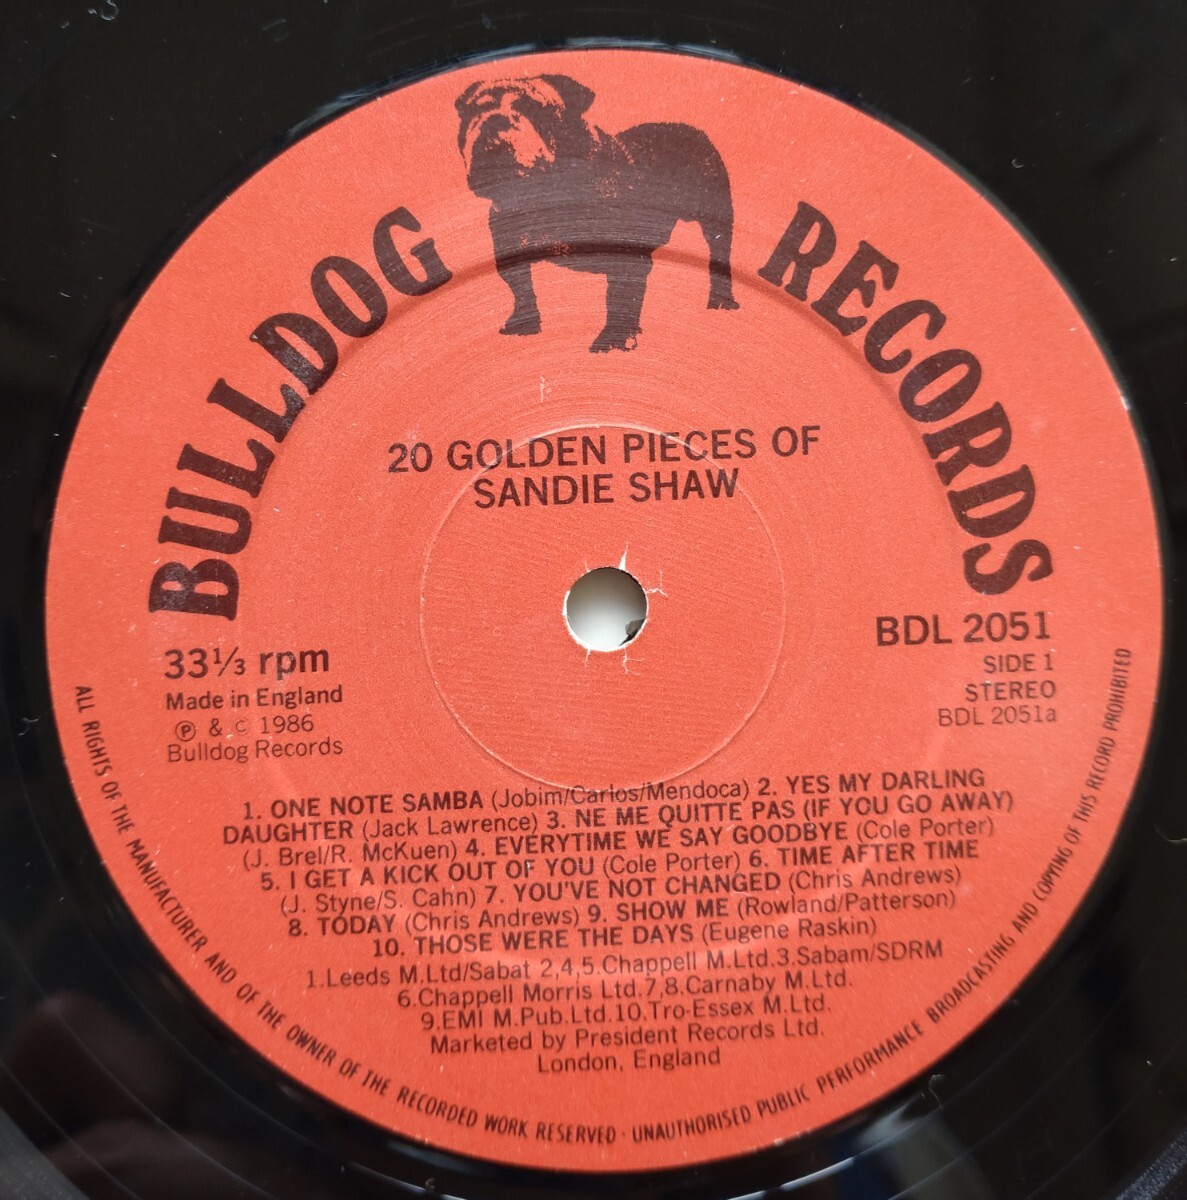 BULLDOG RECORDS
20 GOLDEN PIECES OF
SANDIE SHAW
33⅓ rpm
Made in England
℗ & © 1986
Bulldog Records
BDL 2051
SIDE 1
STEREO
BDL 2051a
1. ONE NOTE SAMBA (Jobim/Carlos/Mendoca) 2. YES MY DARLING
DAUGHTER (Jack Lawrence) 3. NE ME QUITTE PAS (IF YOU GO AWAY)
(J. Brel/R. McKuen) 4. EVERYTIME WE SAY GOODBYE (Cole Porter)
5. I GET A KICK OUT OF YOU (Cole Porter) 6. TIME AFTER TIME
(J. Styne/S. Cahn) 7. YOU'VE NOT CHANGED (Chris Andrews)
8. TODAY (Chris Andrews) 9. SHOW ME (Rowland/Patterson)
10. THOSE WERE THE DAYS (Eugene Raskin)
1.Leeds M.Ltd/Sabat 2,4,5.Chappell M.Ltd.3.Sabam/SDRM
6.Chappell Morris Ltd.7,8.Carnaby M.Ltd.
9.EMI M.Pub.Ltd.10.Tro-Essex M.Ltd.
Marketed by President Records Ltd.
London, England
ALL RIGHTS OF THE MANUFACTURER AND OF THE OWNER OF THE RECORDED WORK RESERVED · UNAUTHORISED PUBLIC PERFORMANCE BROADCASTING AND COPYING OF THIS RECORD PROHIBITED